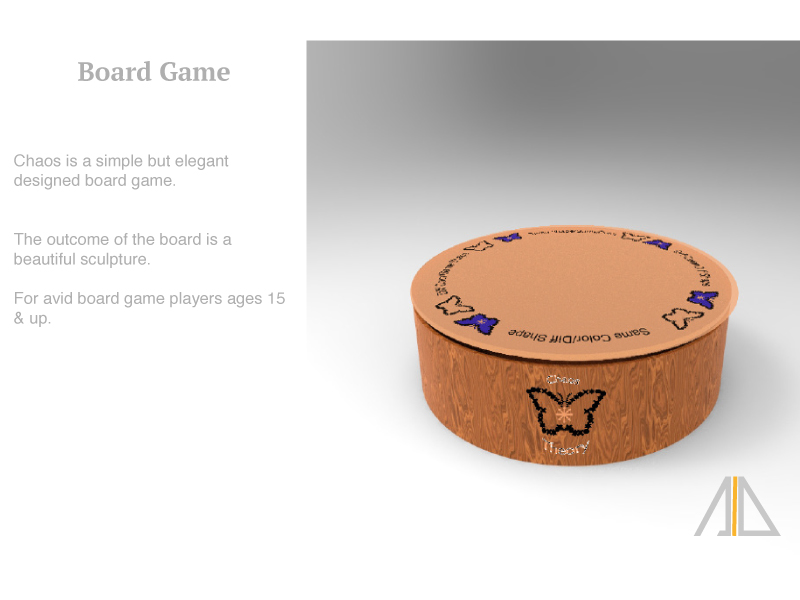 Board Game
Chaos is a simple but elegant
designed board game.
The outcome of the board is a
beautiful sculpture.
For avid board game players ages 15
& up.
Same Color/Diff Shape
Chaos
Theory